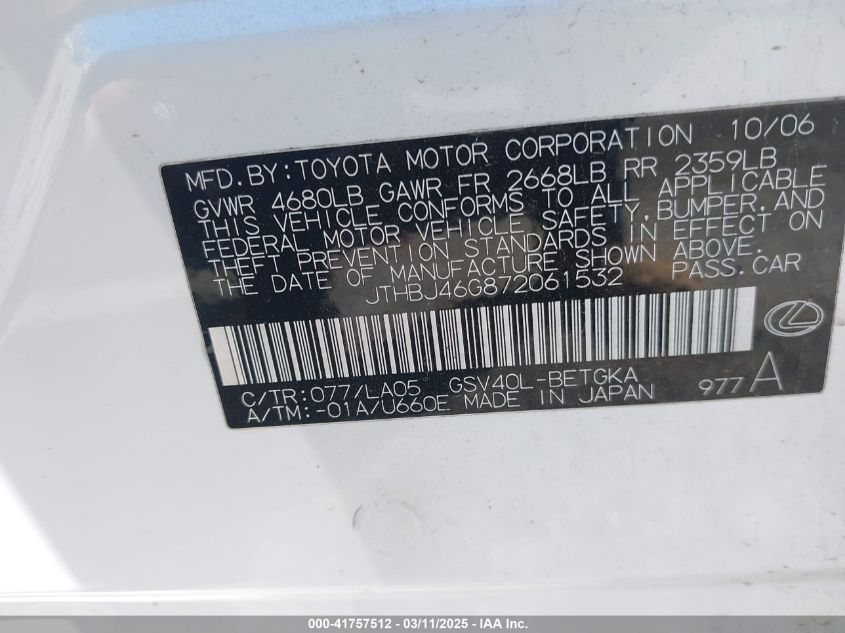 MFD. BY: TOYOTA MOTOR CORPORATION 10/06
GVWR 4680LB GAWR FR 2668LB RR 2359LB
THIS VEHICLE CONFORMS TO ALL APPLICABLE
FEDERAL MOTOR VEHICLE SAFETY, BUMPER, AND
THEFT PREVENTION STANDARDS IN EFFECT ON
THE DATE OF MANUFACTURE SHOWN ABOVE.
JTHBJ46G872061532 PASS. CAR
C/TR: 077/LA05 GSV40L-BETGKA
A/TM: -01A/U660E MADE IN JAPAN 977 A
000-41757512 / 03/11/2025 - IAA Inc.